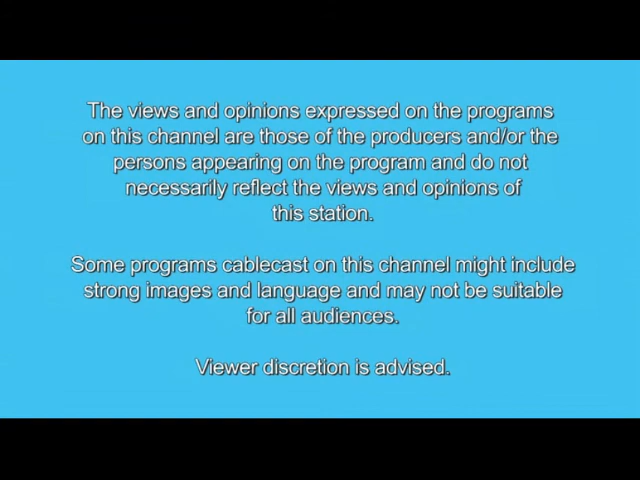 The views and opinions expressed on the programs
on this channel are those of the producers and/or the
persons appearing on the program and do not
necessarily reflect the views and opinions of
this station.
Some programs cablecast on this channel might include
strong images and language and may not be suitable
for all audiences.
Viewer discretion is advised.